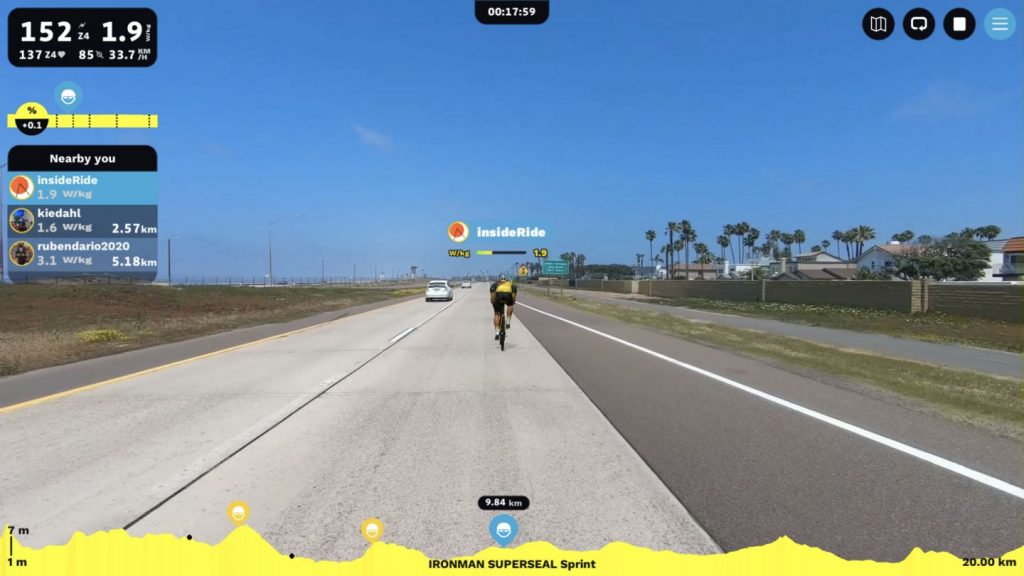 152 Z4 1.9 W/kg
137 Z4 85 33.7 KM/H
00:17:59
%
+0.1
Nearby you
insideRide
1.9 W/kg
kiedahl
1.6 W/kg 2.57km
rubendario2020
3.1 W/kg 5.18km
insideRide
W/kg 1.9
9.84 km
7 m
1 m
IRONMAN SUPERSEAL Sprint
20.00 km